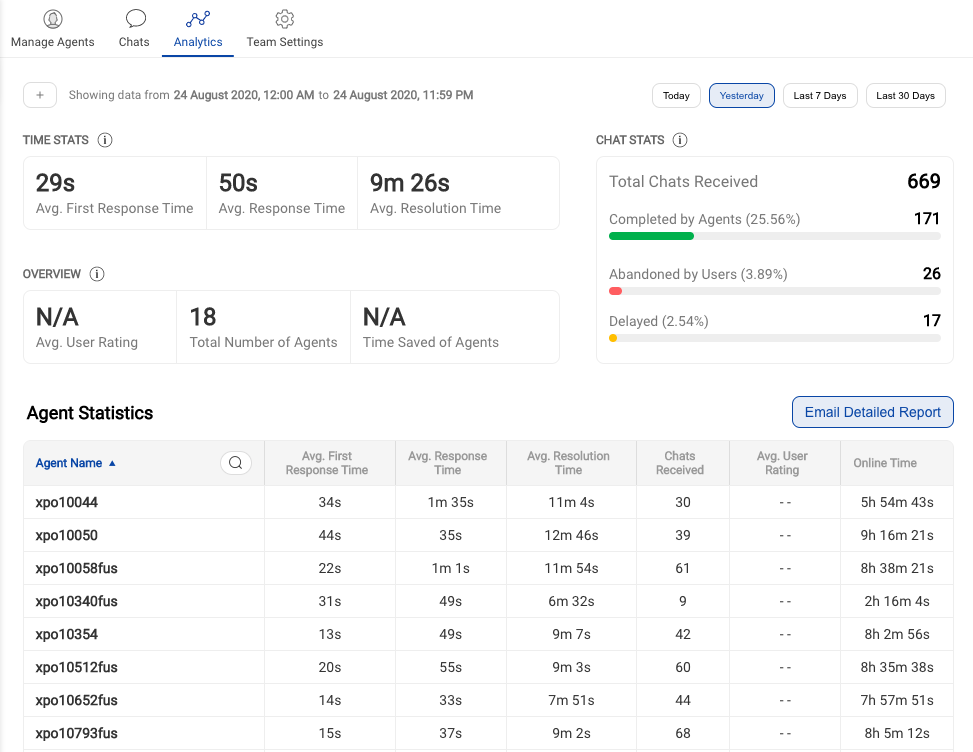 Manage Agents
Chats
Analytics
Team Settings
+ Showing data from 24 August 2020, 12:00 AM to 24 August 2020, 11:59 PM
Today
Yesterday
Last 7 Days
Last 30 Days
TIME STATS i
29s
Avg. First Response Time
50s
Avg. Response Time
9m 26s
Avg. Resolution Time
OVERVIEW i
N/A
Avg. User Rating
18
Total Number of Agents
N/A
Time Saved of Agents
CHAT STATS i
Total Chats Received 669
Completed by Agents (25.56%) 171
Abandoned by Users (3.89%) 26
Delayed (2.54%) 17
Agent Statistics
Email Detailed Report
Agent Name ▲
Avg. First
Response Time
Avg. Response
Time
Avg. Resolution
Time
Chats
Received
Avg. User
Rating
Online Time
xpo10044 34s 1m 35s 11m 4s 30 - - 5h 54m 43s
xpo10050 44s 35s 12m 46s 39 - - 9h 16m 21s
xpo10058fus 22s 1m 1s 11m 54s 61 - - 8h 38m 21s
xpo10340fus 31s 49s 6m 32s 9 - - 2h 16m 4s
xpo10354 13s 49s 9m 7s 42 - - 8h 2m 56s
xpo10512fus 20s 55s 9m 3s 60 - - 8h 35m 38s
xpo10652fus 14s 33s 7m 51s 44 - - 7h 57m 51s
xpo10793fus 15s 37s 9m 2s 68 - - 8h 5m 12s